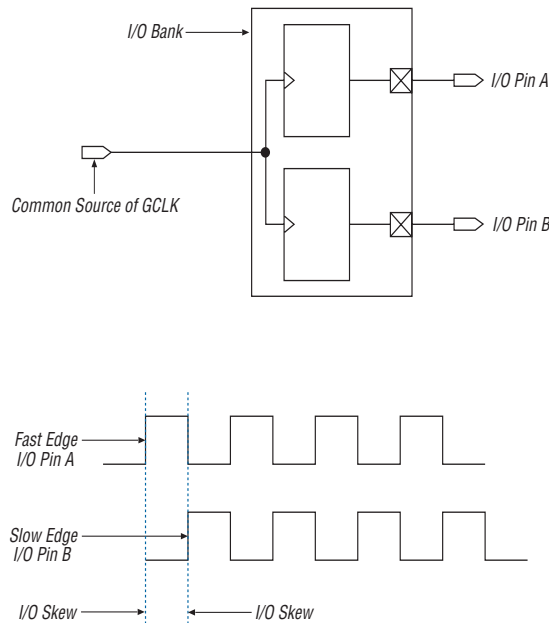 I/O Bank
I/O Pin A
Common Source of GCLK
I/O Pin B
Fast Edge
I/O Pin A
Slow Edge
I/O Pin B
I/O Skew
I/O Skew